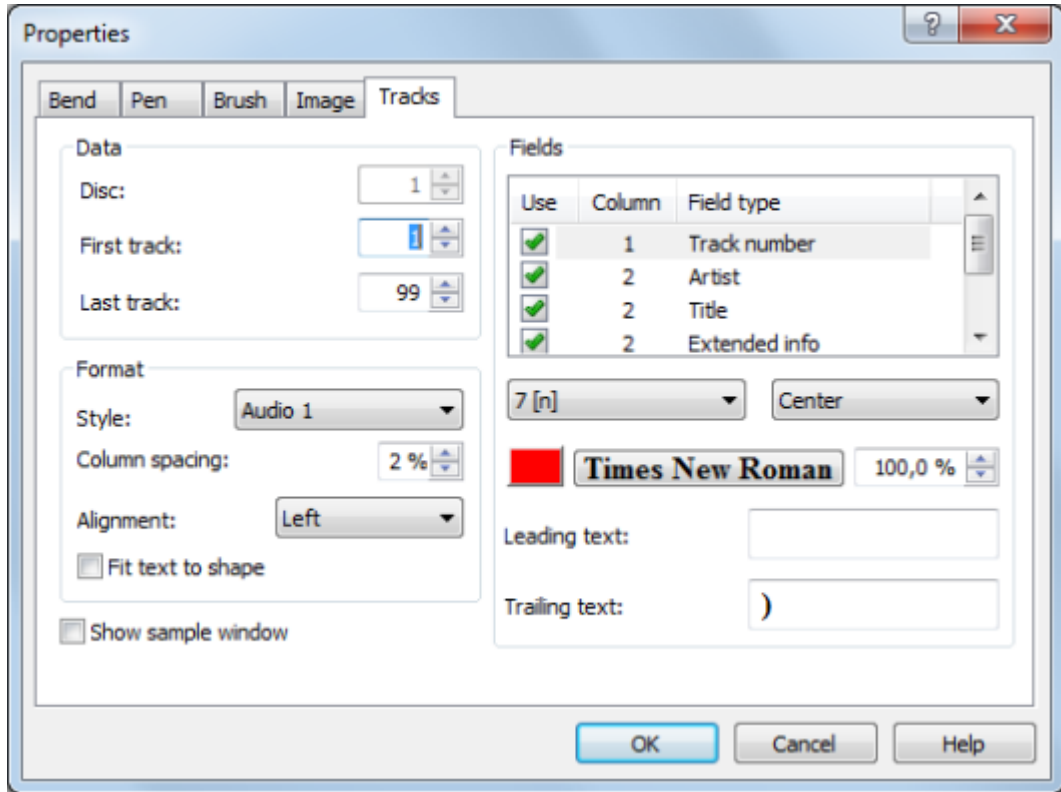 Properties
Bend Pen Brush Image Tracks
Data
Disc: 1
First track: 1
Last track: 99
Format
Style: Audio 1
Column spacing: 2 %
Alignment: Left
Fit text to shape
Show sample window
Fields
Use Column Field type
1 Track number
2 Artist
2 Title
2 Extended info
7 [n] Center
Times New Roman 100,0 %
Leading text:
Trailing text: )
OK Cancel Help